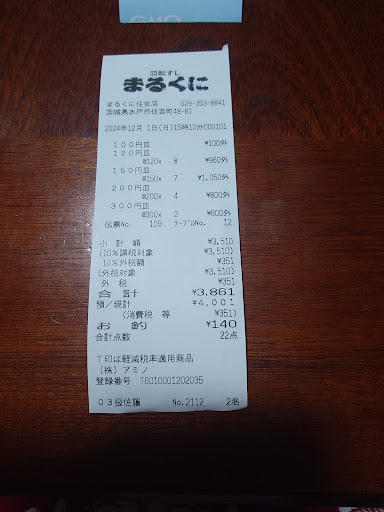 GMO
回転すし
まるくに
まるくに住吉店 029-353-8841
茨城県水戸市住吉町48-8)
2024年12月 1日(日)15時10分000101
100円皿 ¥100外
120円皿
@120x 8 ¥960外
150円皿
@150x 7 ¥1,050外
200円皿
@200x 4 ¥800外
300円皿
@300x 2 ¥600外
伝票No. 109 テーブルNo. 12
小計額 ¥3,510
(10%課税対象 ¥3,510)
10%外税額 ¥351
(外税対象 ¥3,510)
外税 ¥351
合計 ¥3,861
預/現計 ¥4,001
(消費税 等 ¥351)
お釣 ¥140
合計点数 22点
T印は軽減税率適用商品
(株)アミノ
登録番号 T6010001202035
03扱佐藤 No.2112 2名